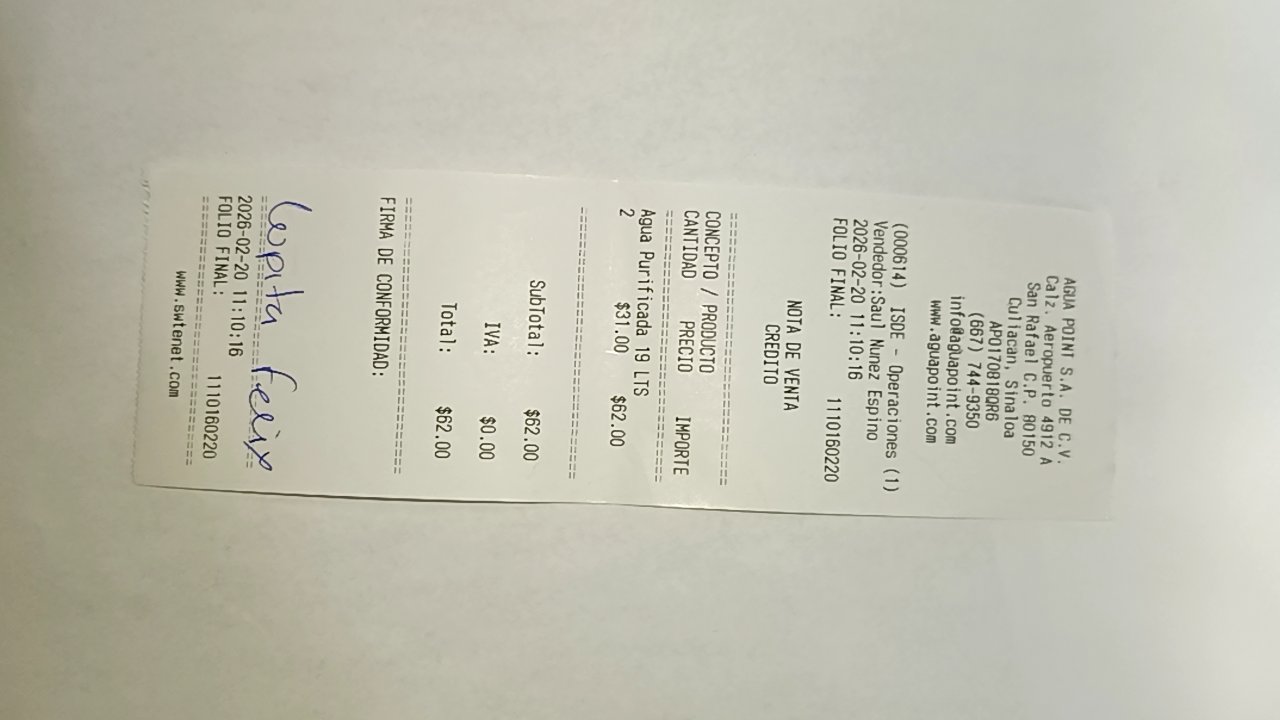 AGUA POINT S.A. DE C.V.
Calz. Aeropuerto 4912 A
San Rafael C.P. 80150
Culiacan, Sinaloa
APO170818QR6
(667) 744-9350
info@aguapoint.com
www.aguapoint.com
(000614) ISDE - Operaciones (1)
Vendedor:Saul Nunez Espino
2026-02-20 11:10:16
FOLIO FINAL: 1110160220
NOTA DE VENTA
CREDITO
CONCEPTO / PRODUCTO
CANTIDAD PRECIO IMPORTE
Agua Purificada 19 LTS
2 $31.00 $62.00
SubTotal: $62.00
IVA: $0.00
Total: $62.00
FIRMA DE CONFORMIDAD:
Lupita Felix
2026-02-20 11:10:16
FOLIO FINAL: 1110160220
www.swtenet.com